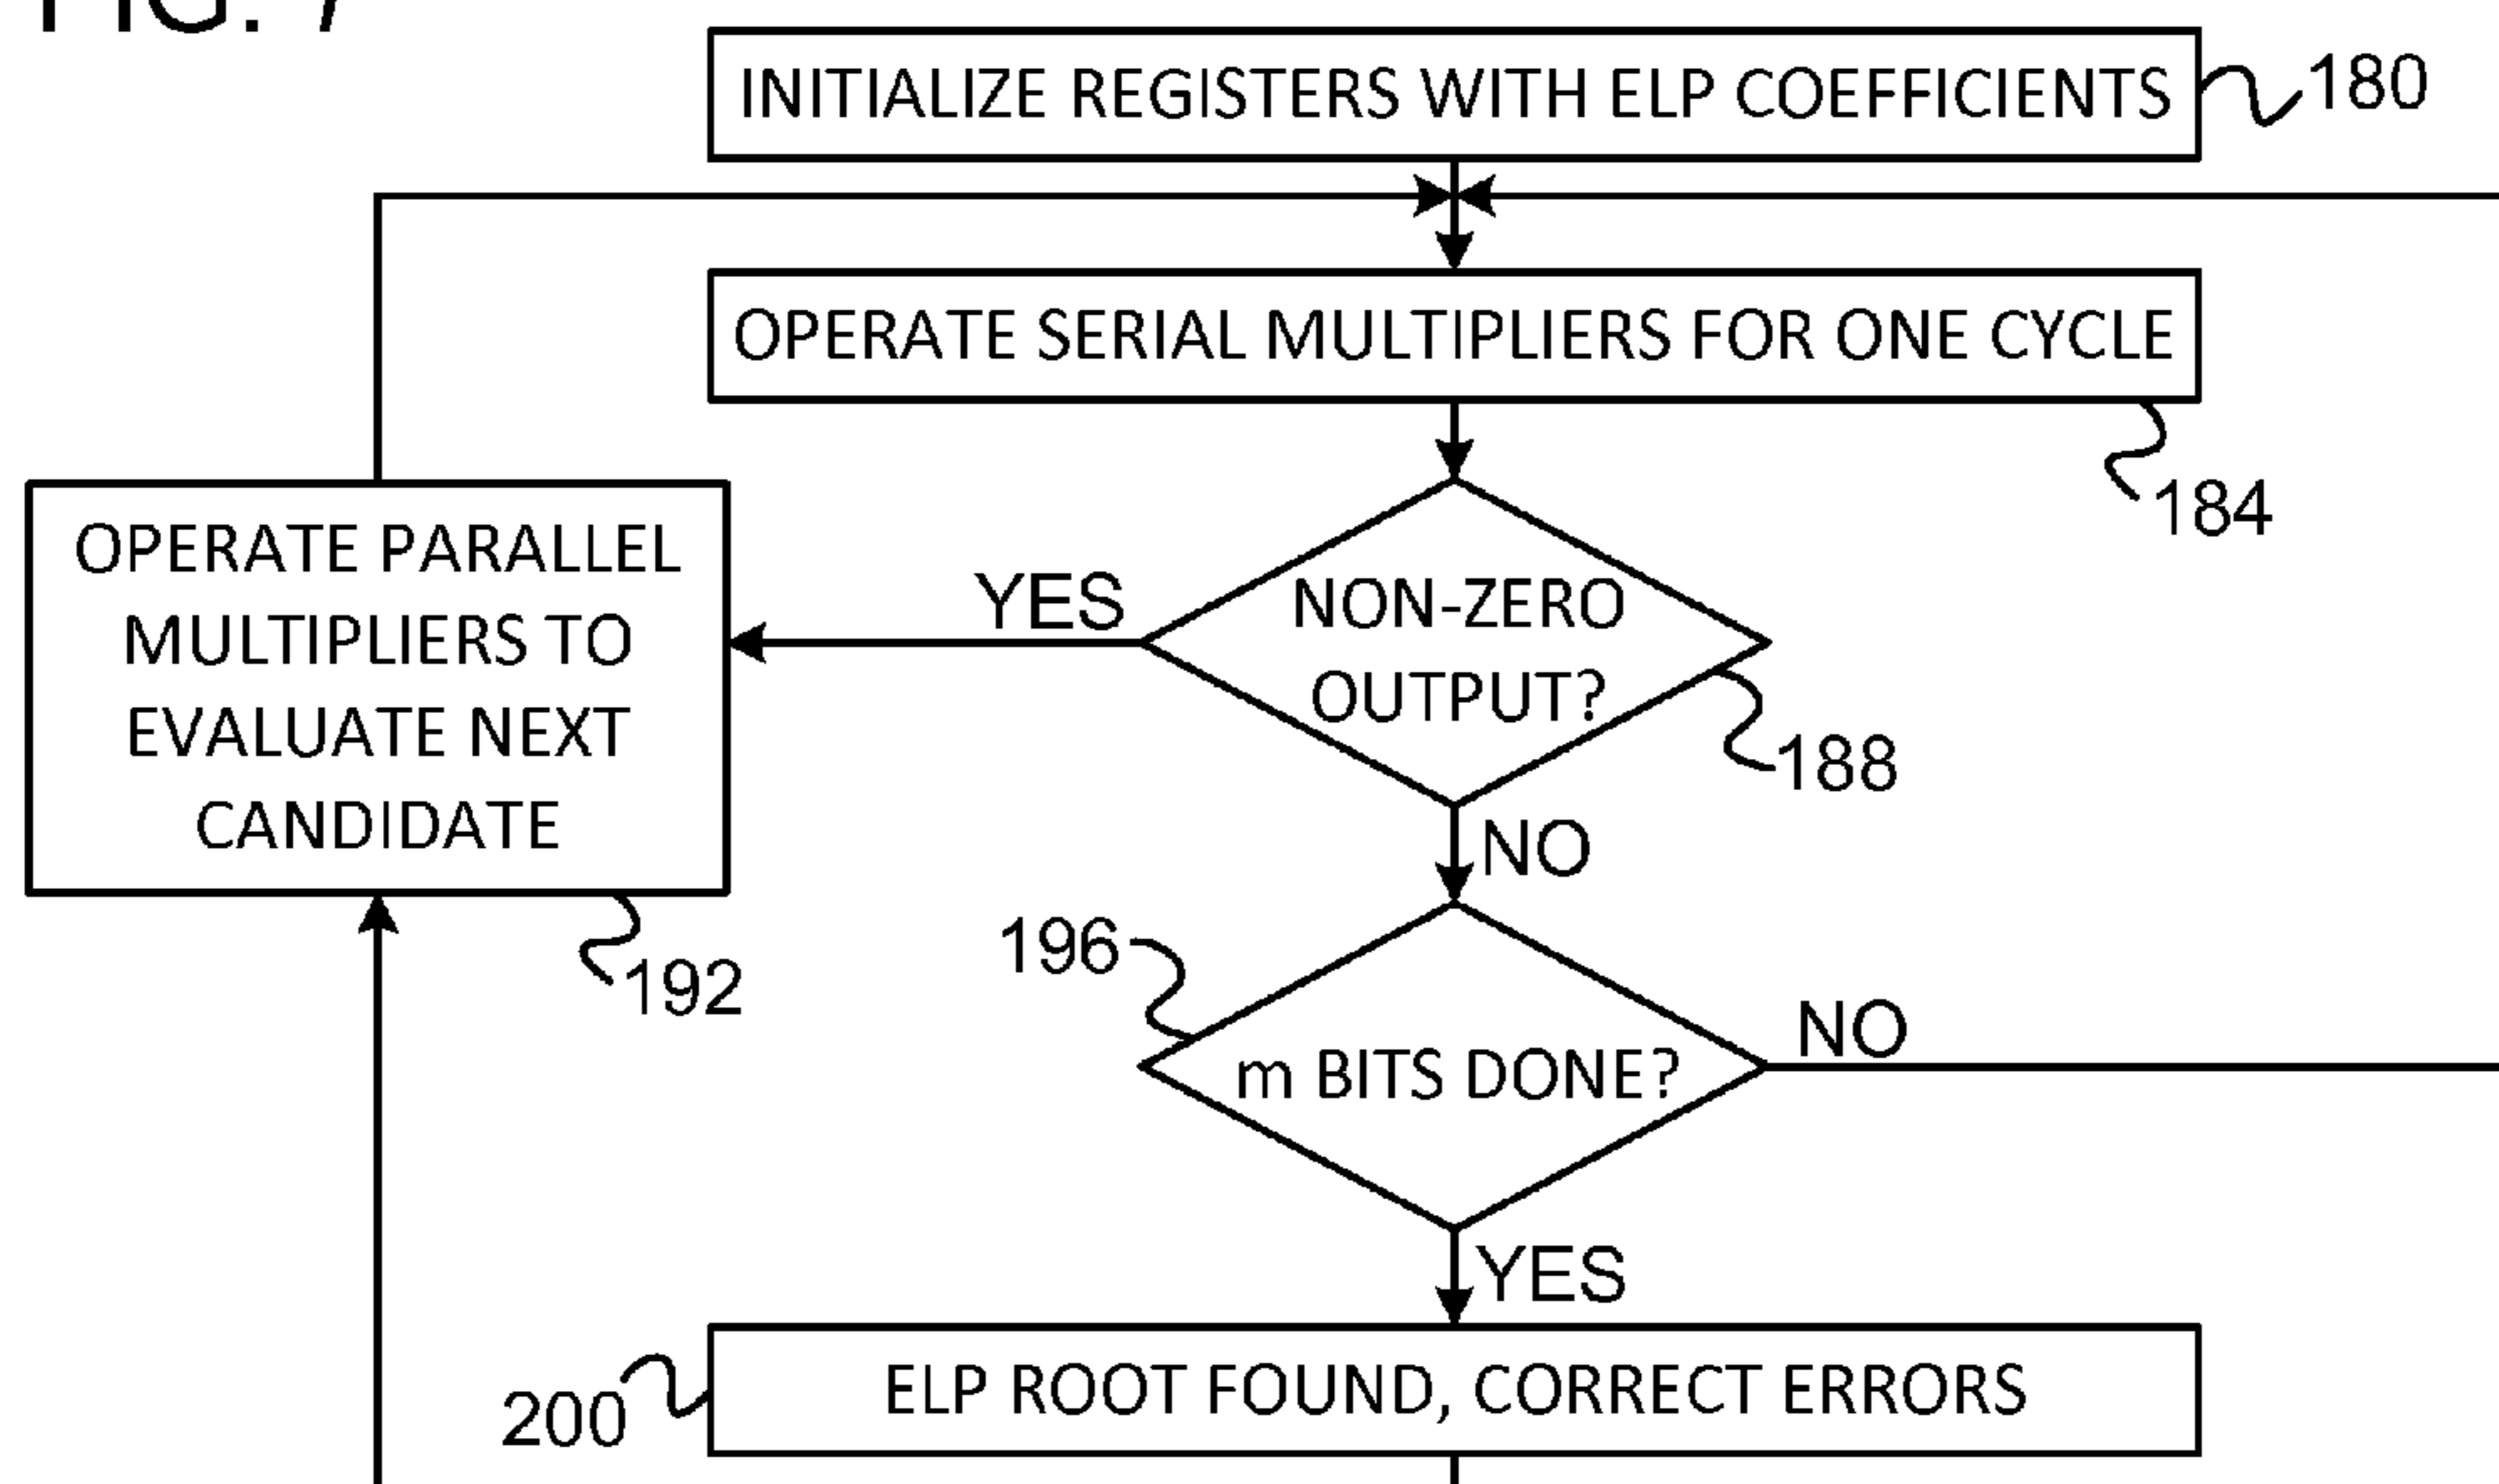 FIG. 7
INITIALIZE REGISTERS WITH ELP COEFFICIENTS
180
OPERATE SERIAL MULTIPLIERS FOR ONE CYCLE
184
OPERATE PARALLEL
MULTIPLIERS TO
EVALUATE NEXT
CANDIDATE
192
YES
NON-ZERO
OUTPUT?
188
NO
196
m BITS DONE?
NO
YES
200
ELP ROOT FOUND, CORRECT ERRORS